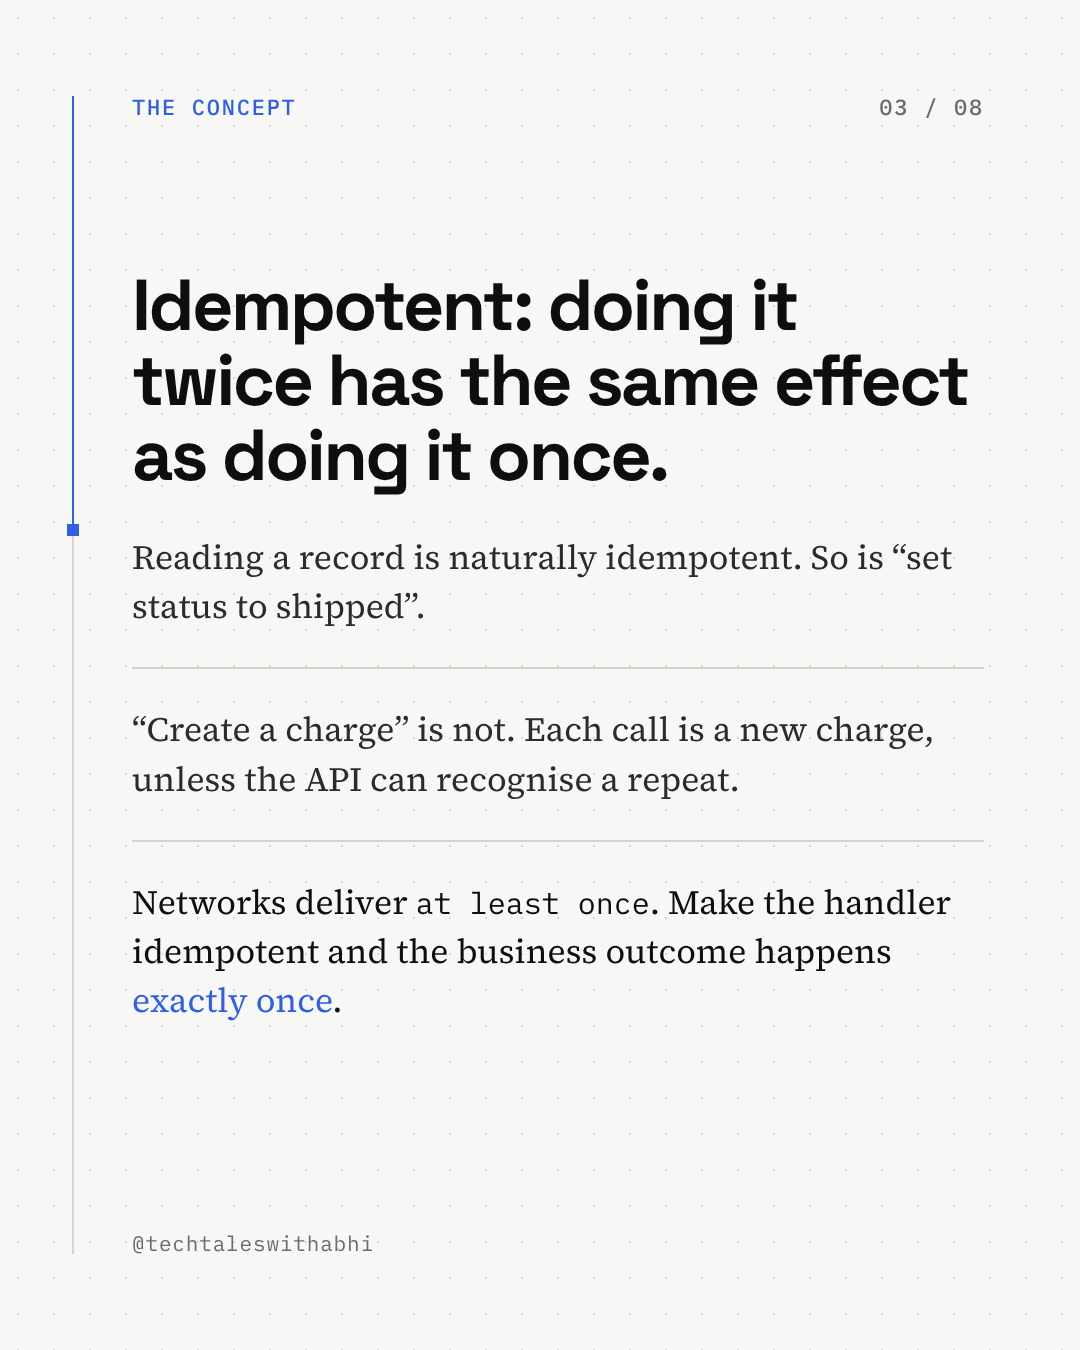 THE CONCEPT
03 / 08
Idempotent: doing it
twice has the same effect
as doing it once.
Reading a record is naturally idempotent. So is “set
status to shipped”.
“Create a charge” is not. Each call is a new charge,
unless the API can recognise a repeat.
Networks deliver at least once. Make the handler
idempotent and the business outcome happens
exactly once.
@techtaleswithabhi